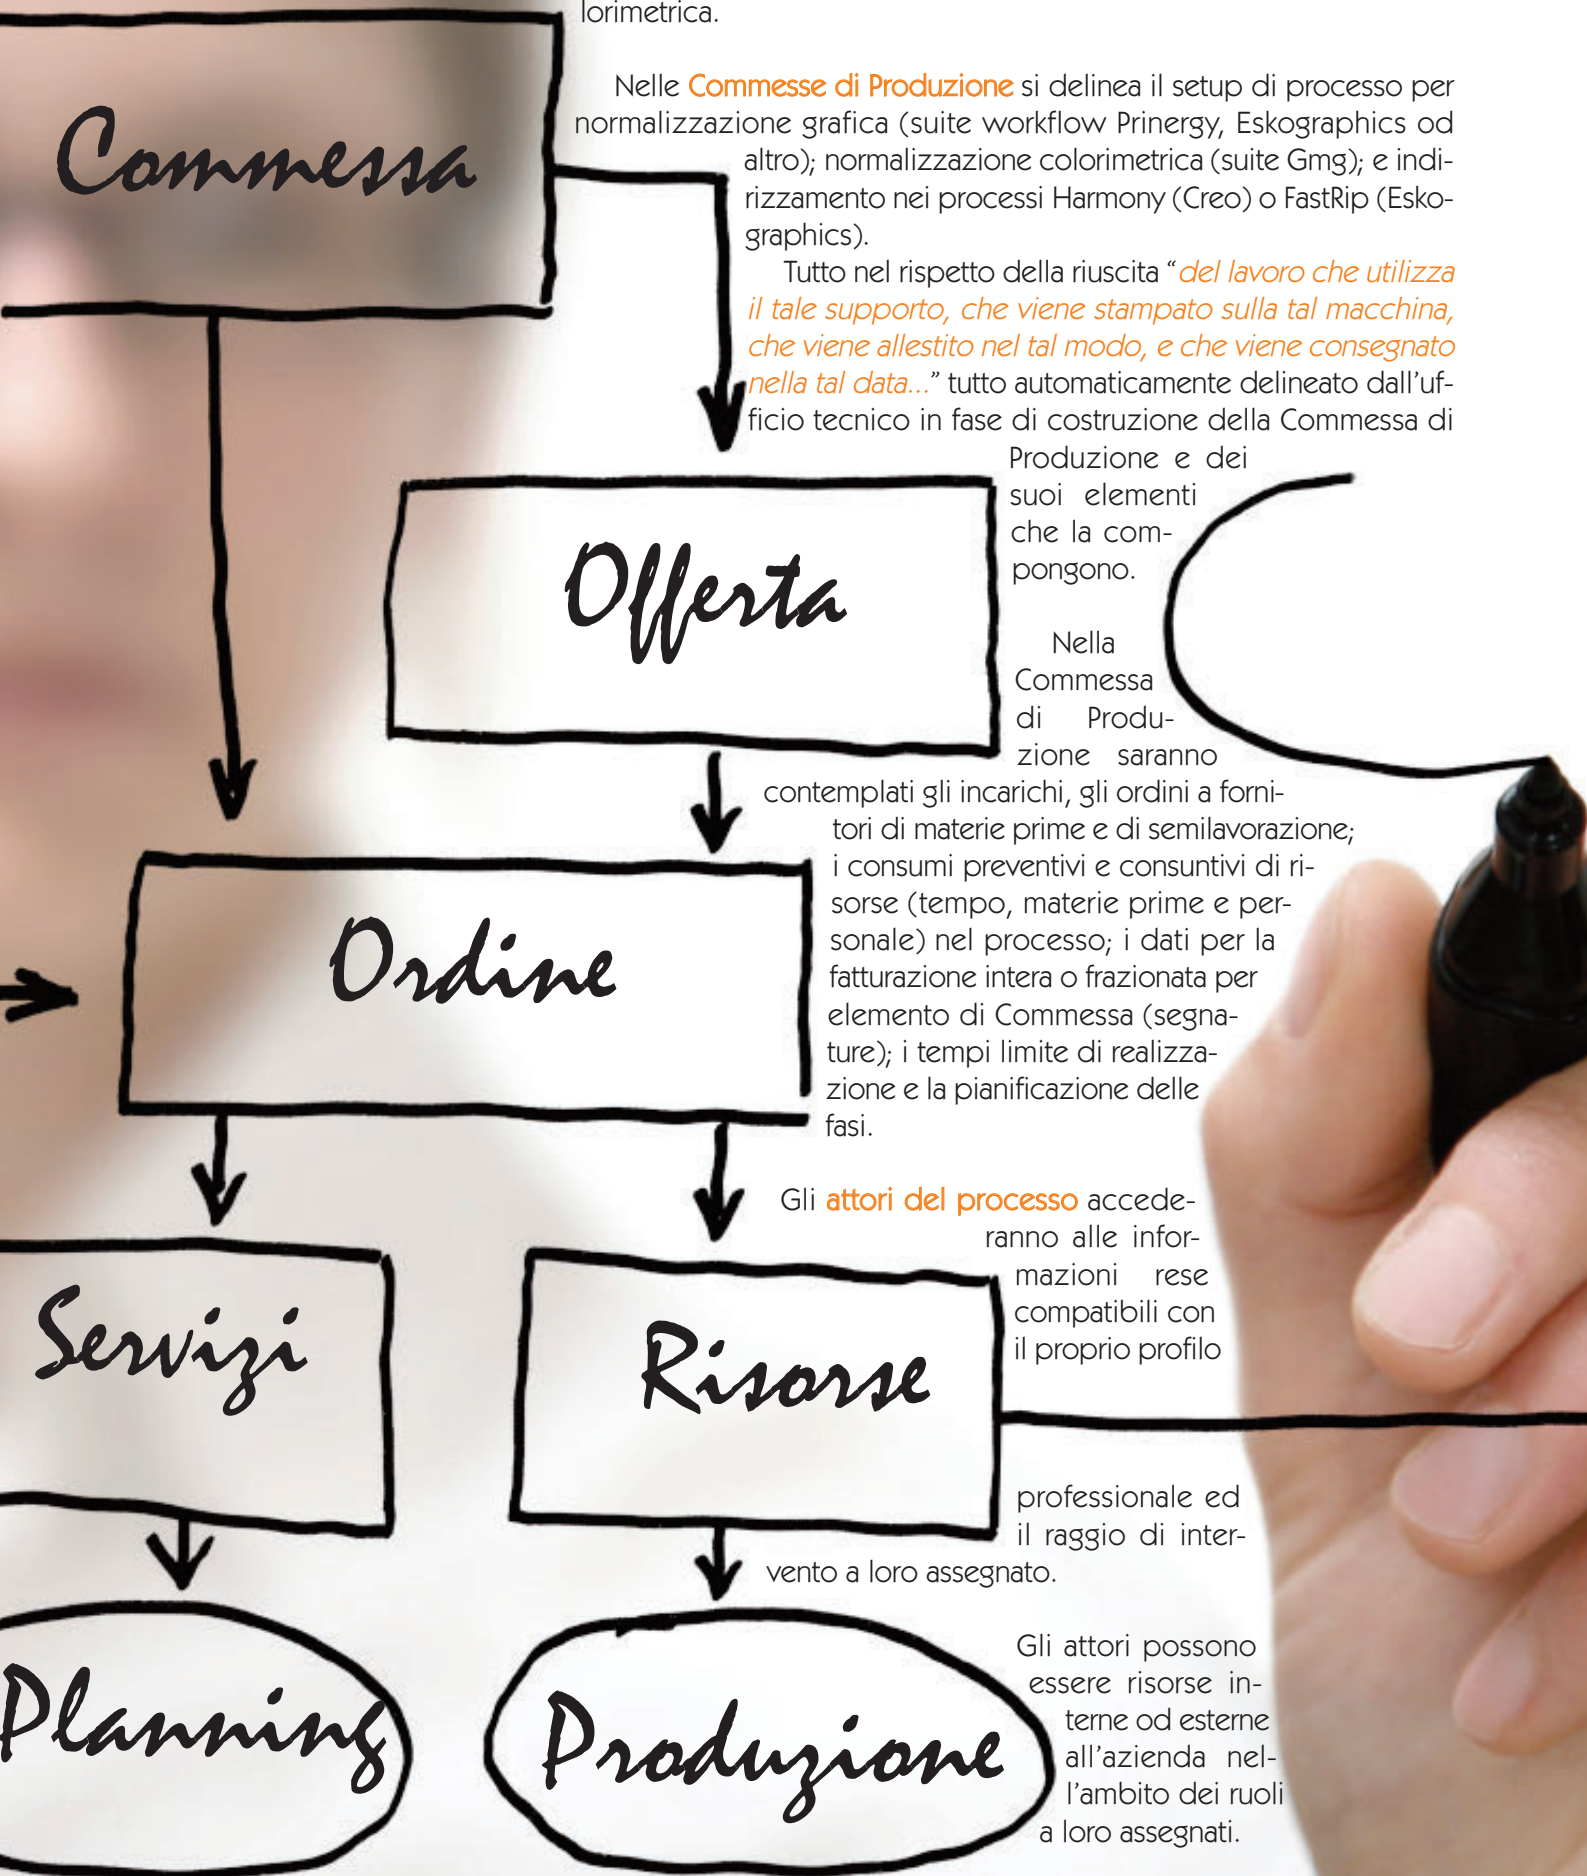 lorimetrica.
Nelle Commesse di Produzione si delinea il setup di processo per
normalizzazione grafica (suite workflow Prinergy, Eskographics od
altro); normalizzazione colorimetrica (suite Gmg); e indi-
rizzamento nei processi Harmony (Creo) o FastRip (Esko-
graphics).
Tutto nel rispetto della riuscita “del lavoro che utilizza
il tale supporto, che viene stampato sulla tal macchina,
che viene allestito nel tal modo, e che viene consegnato
nella tal data...” tutto automaticamente delineato dall’uf-
ficio tecnico in fase di costruzione della Commessa di
Produzione e dei
suoi elementi
che la com-
pongono.
Nella
Commessa
di Produ-
zione saranno
contemplati gli incarichi, gli ordini a forni-
tori di materie prime e di semilavorazione;
i consumi preventivi e consuntivi di ri-
sorse (tempo, materie prime e per-
sonale) nel processo; i dati per la
fatturazione intera o frazionata per
elemento di Commessa (segna-
ture); i tempi limite di realizza-
zione e la pianificazione delle
fasi.
Gli attori del processo accede-
ranno alle infor-
mazioni rese
compatibili con
il proprio profilo
professionale ed
il raggio di inter-
vento a loro assegnato.
Gli attori possono
essere risorse in-
terne od esterne
all’azienda nel-
l’ambito dei ruoli
a loro assegnati.
Commessa
Offerta
Ordine
Servizi
Risorse
Planning
Produzione